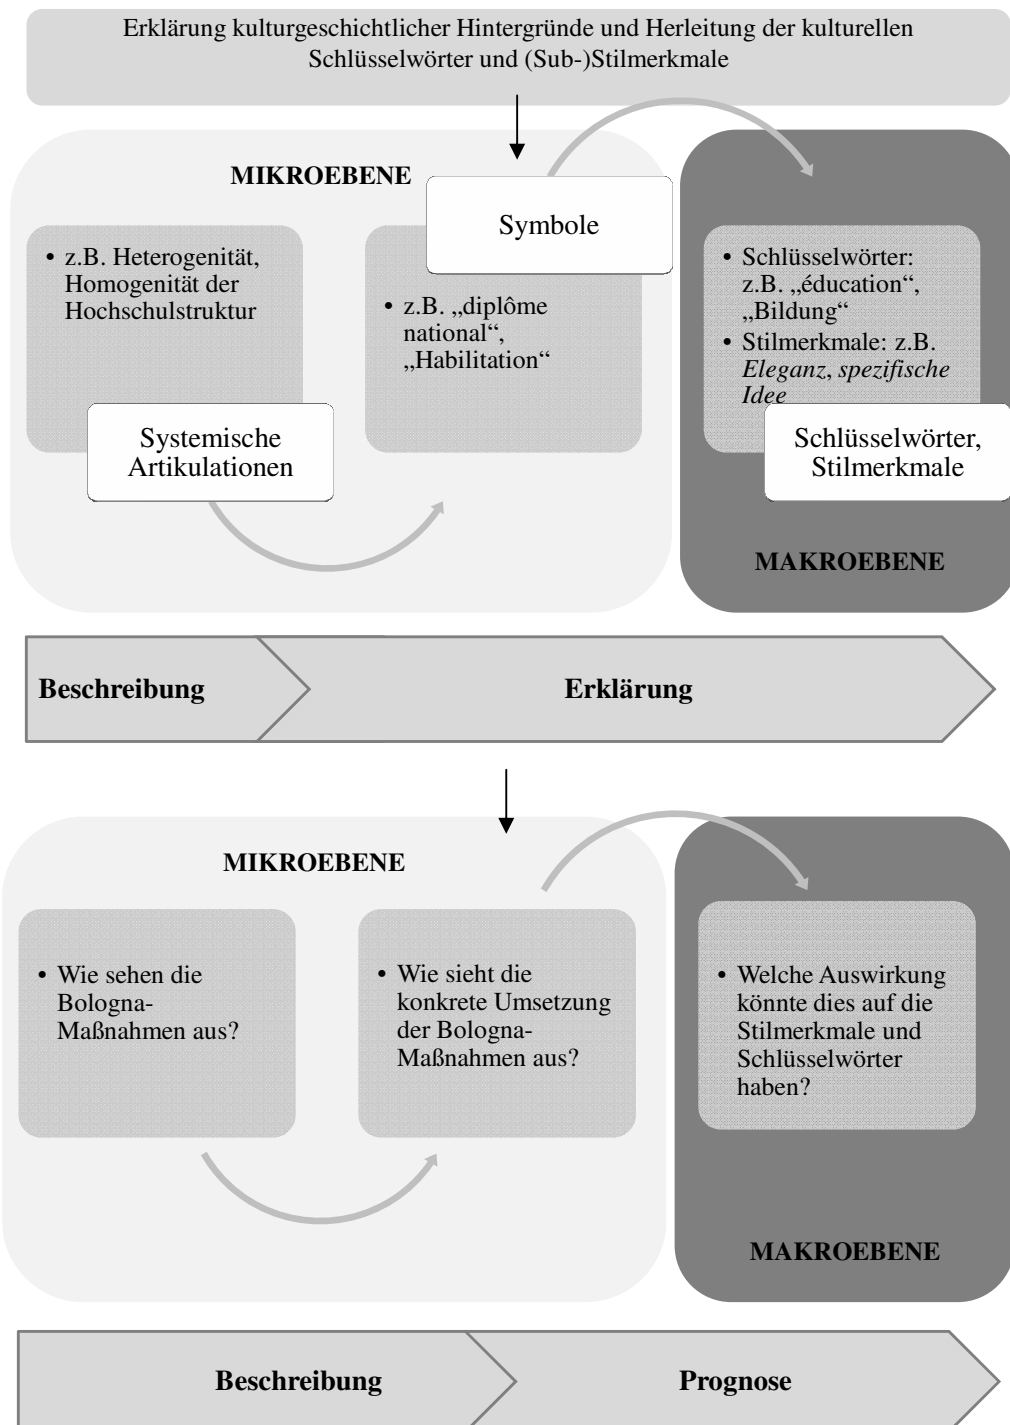 Erklärung kulturgeschichtlicher Hintergründe und Herleitung der kulturellen
Schlüsselwörter und (Sub-)Stilmerkmale
MIKROEBENE
• z.B. Heterogenität,
Homogenität der
Hochschulstruktur
Systemische
Artikulationen
Symbole
• z.B. „diplôme
national“,
„Habilitation“
• Schlüsselwörter:
z.B. „éducation“,
„Bildung“
• Stilmerkmale: z.B.
Eleganz, spezifische
Idee
Schlüsselwörter,
Stilmerkmale
MAKROEBENE
Beschreibung
Erklärung
MIKROEBENE
• Wie sehen die
Bologna-
Maßnahmen aus?
• Wie sieht die
konkrete Umsetzung
der Bologna-
Maßnahmen aus?
• Welche Auswirkung
könnte dies auf die
Stilmerkmale und
Schlüsselwörter
haben?
MAKROEBENE
Beschreibung
Prognose